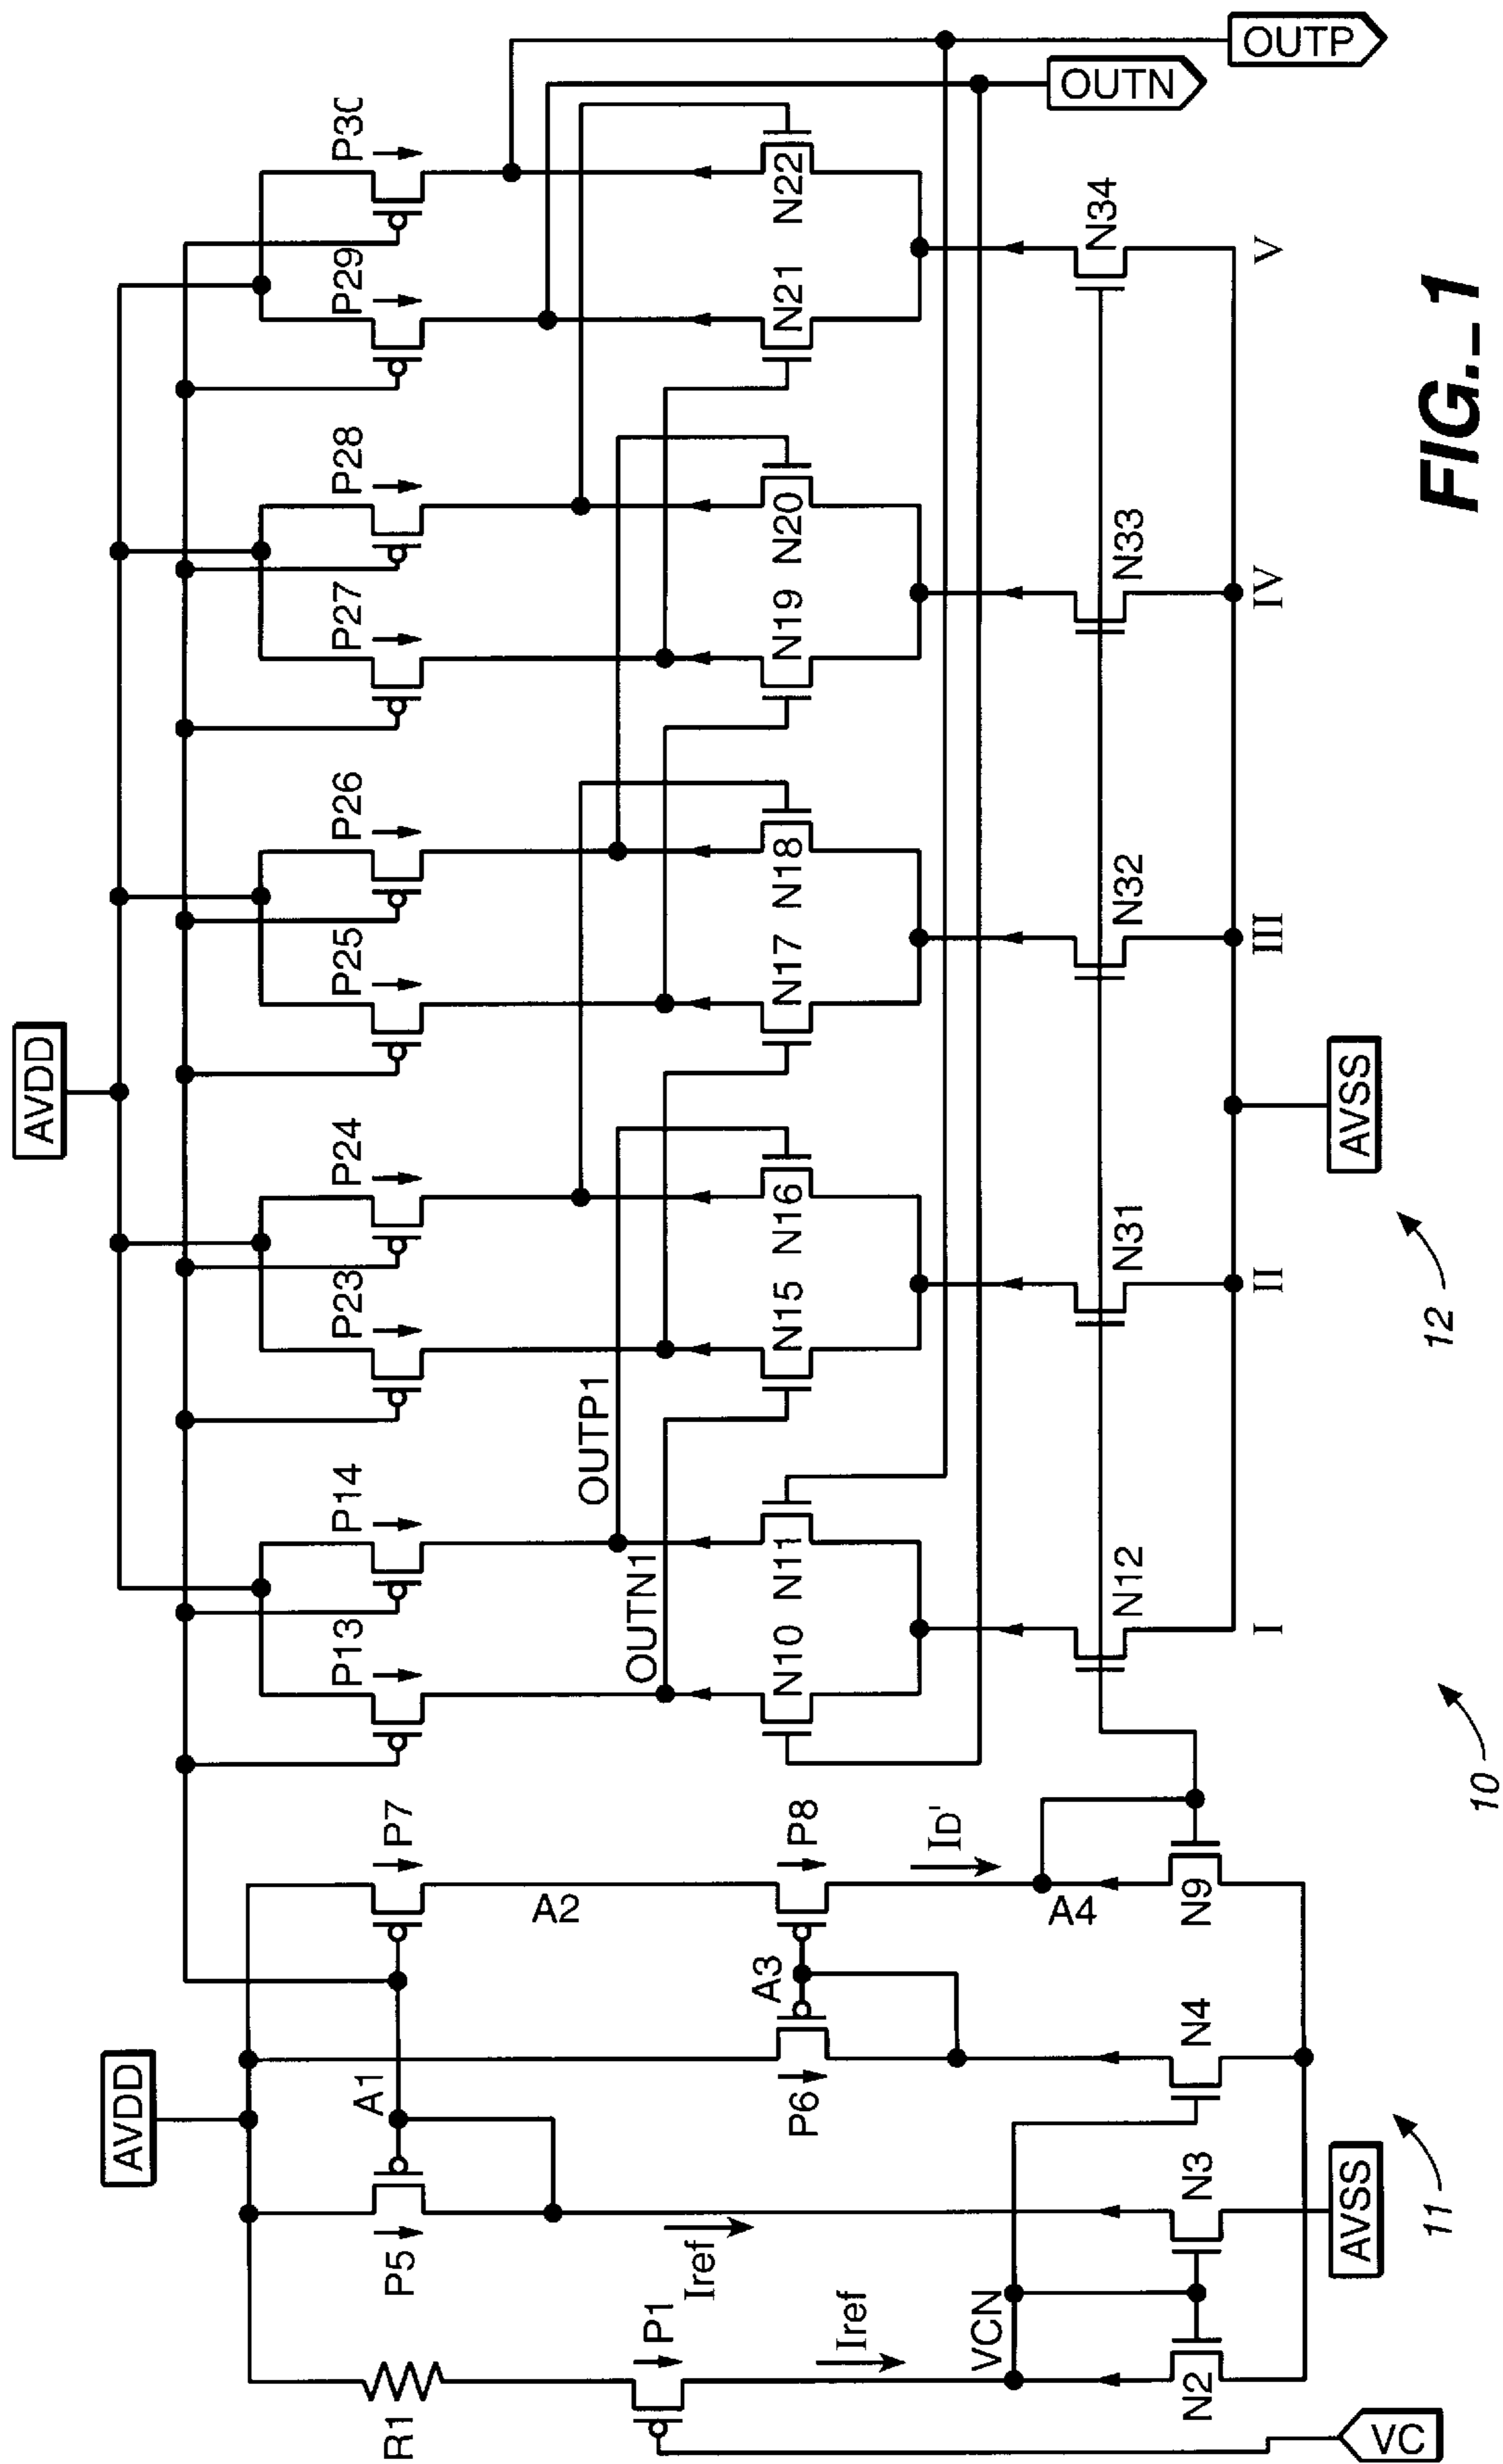 AVDD
AVDD
R1
P5
A1
P7
P13
P14
P23
P24
P25
P26
P27
P28
P29
P30
P1
Iref
Iref
P6
A3
A2
P8
ID'
OUTN1
OUTP1
VCN
A4
N2
N3
N4
N9
N10
N11
N15
N16
N17
N18
N19
N20
N21
N22
N12
N31
N32
N33
N34
I
II
III
IV
V
VC
AVSS
AVSS
OUTN
OUTP
11
10
12
FIG._ 1